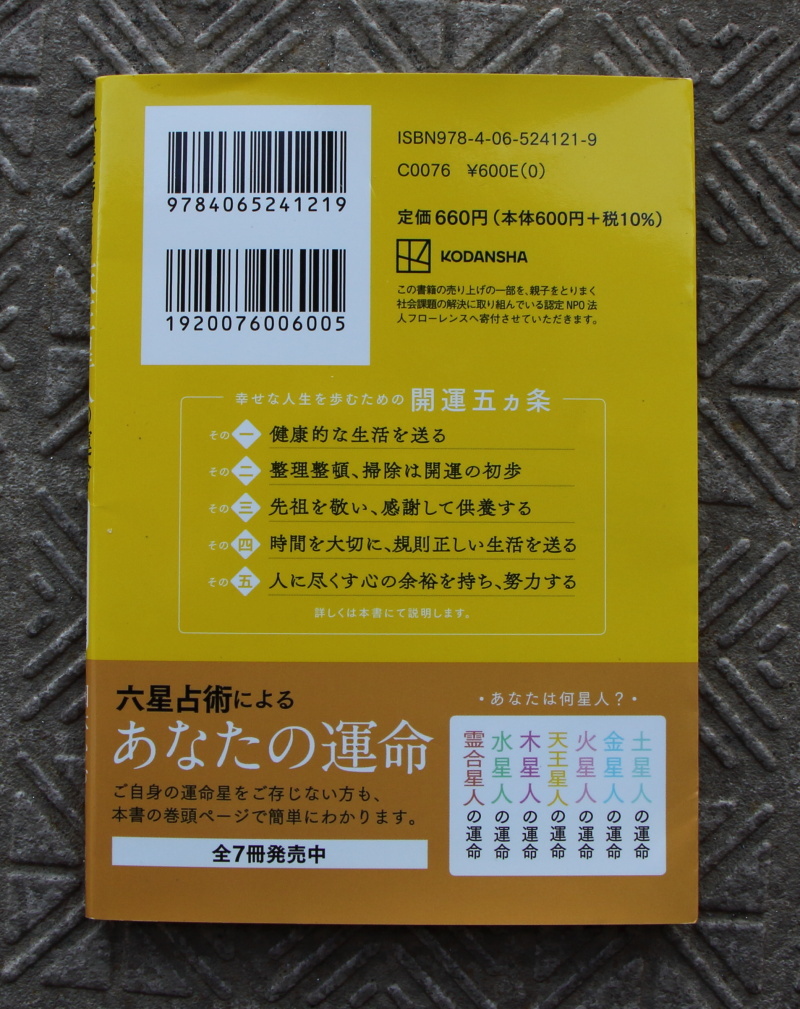 9784065241219
1920076006005
ISBN978-4-06-524121-9
C0076 ¥600E(0)
定価660円(本体600円+税10%)
KODANSHA
この書籍の売り上げの一部を、親子をとりまく
社会課題の解決に取り組んでいる認定NPO法
人フローレンスへ寄付させていただきます。
幸せな人生を歩むための 開運五ヵ条
その一 健康的な生活を送る
その二 整理整頓、掃除は開運の初歩
その三 先祖を敬い、感謝して供養する
その四 時間を大切に、規則正しい生活を送る
その五 人に尽くす心の余裕を持ち、努力する
詳しくは本書にて説明します。
六星占術による
あなたの運命
ご自身の運命星をご存じない方も、
本書の巻頭ページで簡単にわかります。
全7冊発売中
・あなたは何星人?・
土星人の運命
金星人の運命
火星人の運命
天王星人の運命
木星人の運命
水星人の運命
霊合星人の運命